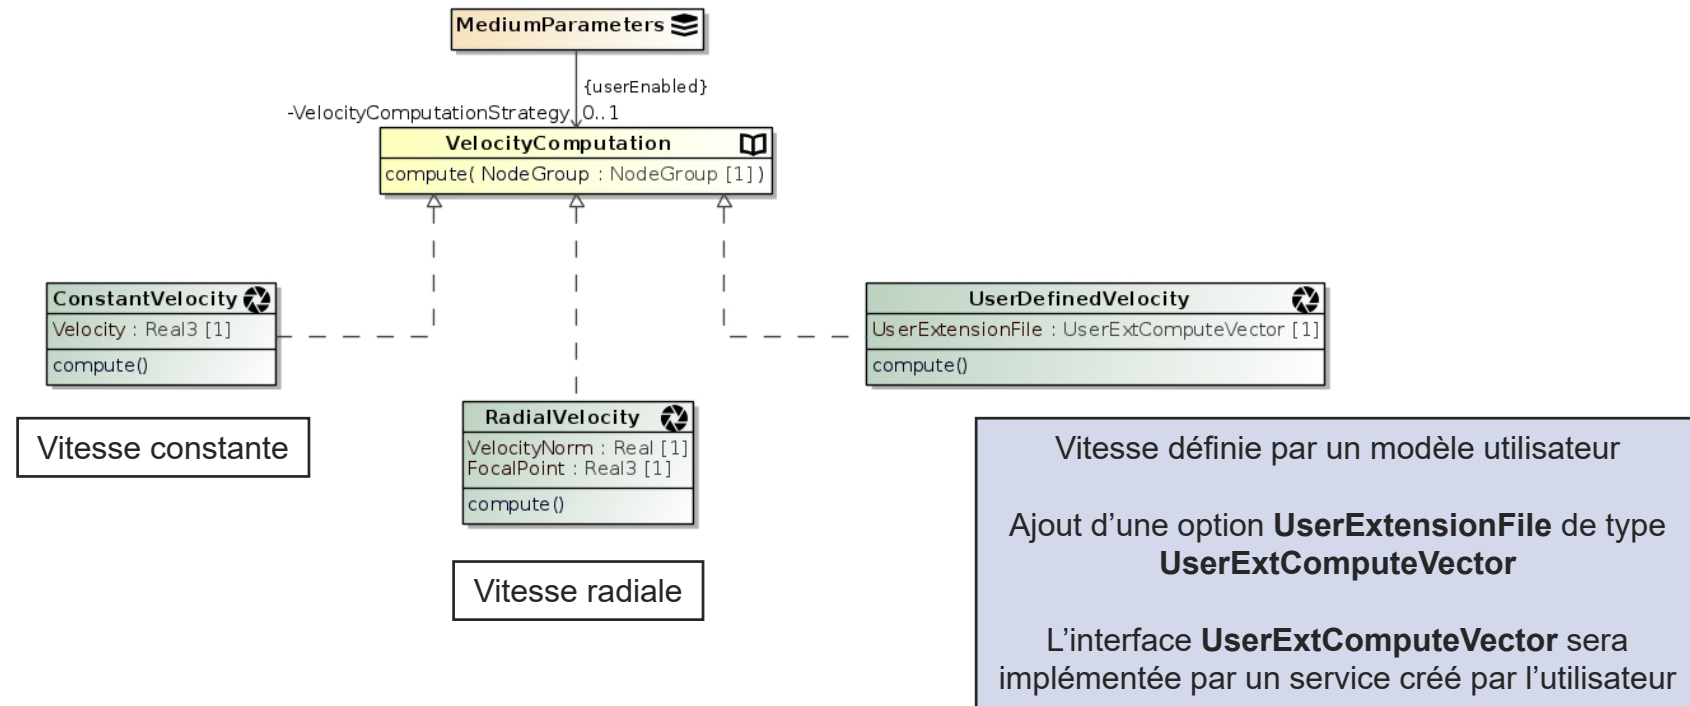 MediumParameters
{userEnabled}
-VelocityComputationStrategy 0..1
VelocityComputation
compute( NodeGroup : NodeGroup [1] )
ConstantVelocity
Velocity : Real3 [1]
compute()
Vitesse constante
RadialVelocity
VelocityNorm : Real [1]
FocalPoint : Real3 [1]
compute()
Vitesse radiale
UserDefinedVelocity
UserExtensionFile : UserExtComputeVector [1]
compute()
Vitesse définie par un modèle utilisateur
Ajout d’une option UserExtensionFile de type
UserExtComputeVector
L’interface UserExtComputeVector sera
implémentée par un service créé par l’utilisateur